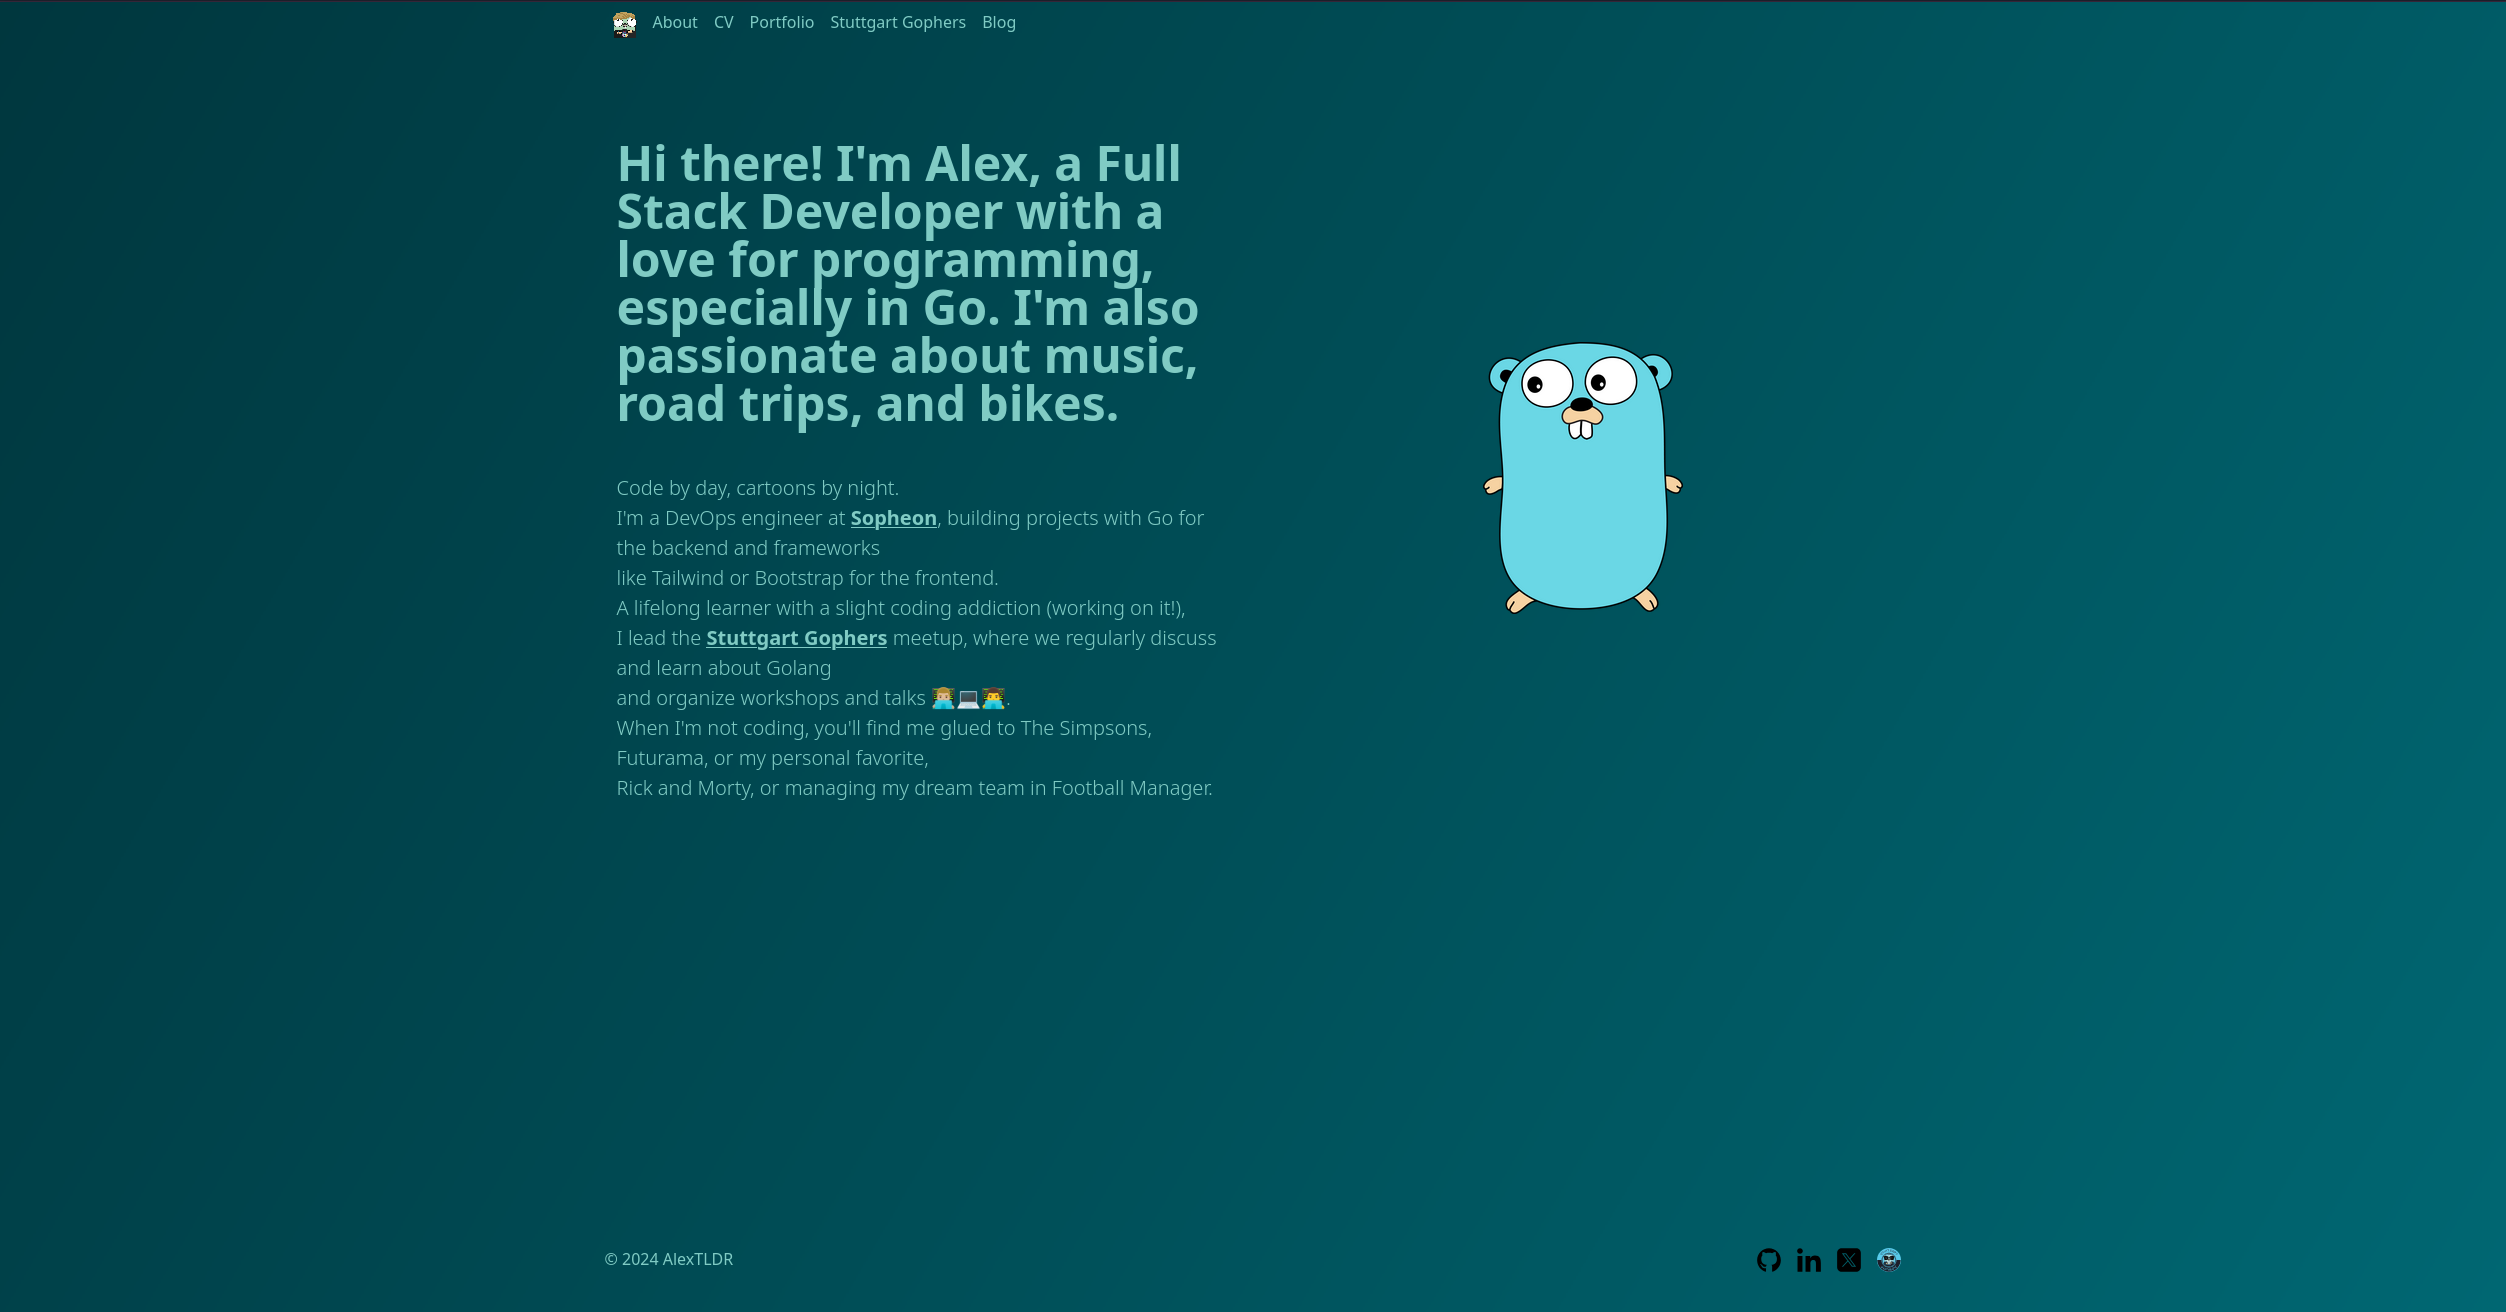 About CV Portfolio Stuttgart Gophers Blog
Hi there! I'm Alex, a Full
Stack Developer with a
love for programming,
especially in Go. I'm also
passionate about music,
road trips, and bikes.
Code by day, cartoons by night.
I'm a DevOps engineer at Sopheon, building projects with Go for
the backend and frameworks
like Tailwind or Bootstrap for the frontend.
A lifelong learner with a slight coding addiction (working on it!),
I lead the Stuttgart Gophers meetup, where we regularly discuss
and learn about Golang
and organize workshops and talks 👨🏼‍💻💻👨‍💻.
When I'm not coding, you'll find me glued to The Simpsons,
Futurama, or my personal favorite,
Rick and Morty, or managing my dream team in Football Manager.
© 2024 AlexTLDR